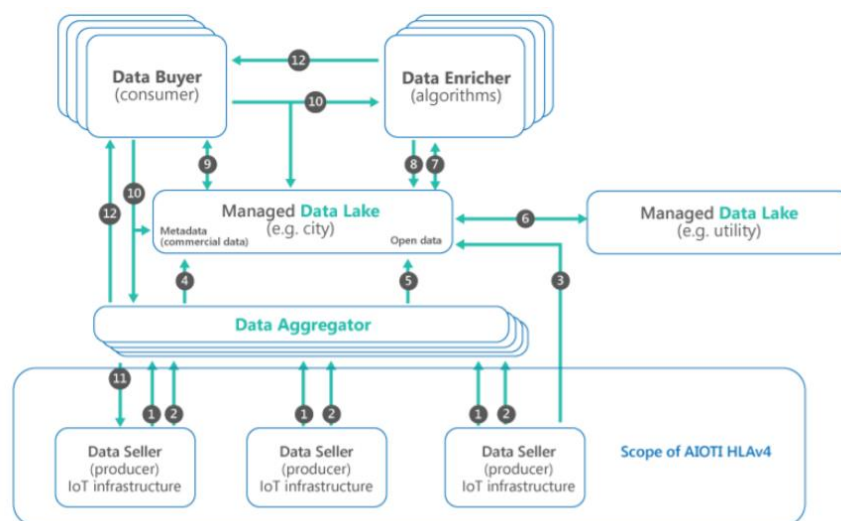 Data Buyer
(consumer)
12
Data Enricher
(algorithms)
10
9
8
7
12
10
Managed Data Lake
(e.g. city)
Metadata
(commercial data)
Open data
6
Managed Data Lake
(e.g. utility)
4
5
3
Data Aggregator
11
1
2
1
2
1
2
Data Seller
(producer)
IoT infrastructure
Data Seller
(producer)
IoT infrastructure
Data Seller
(producer)
IoT infrastructure
Scope of AIOTI HLAv4